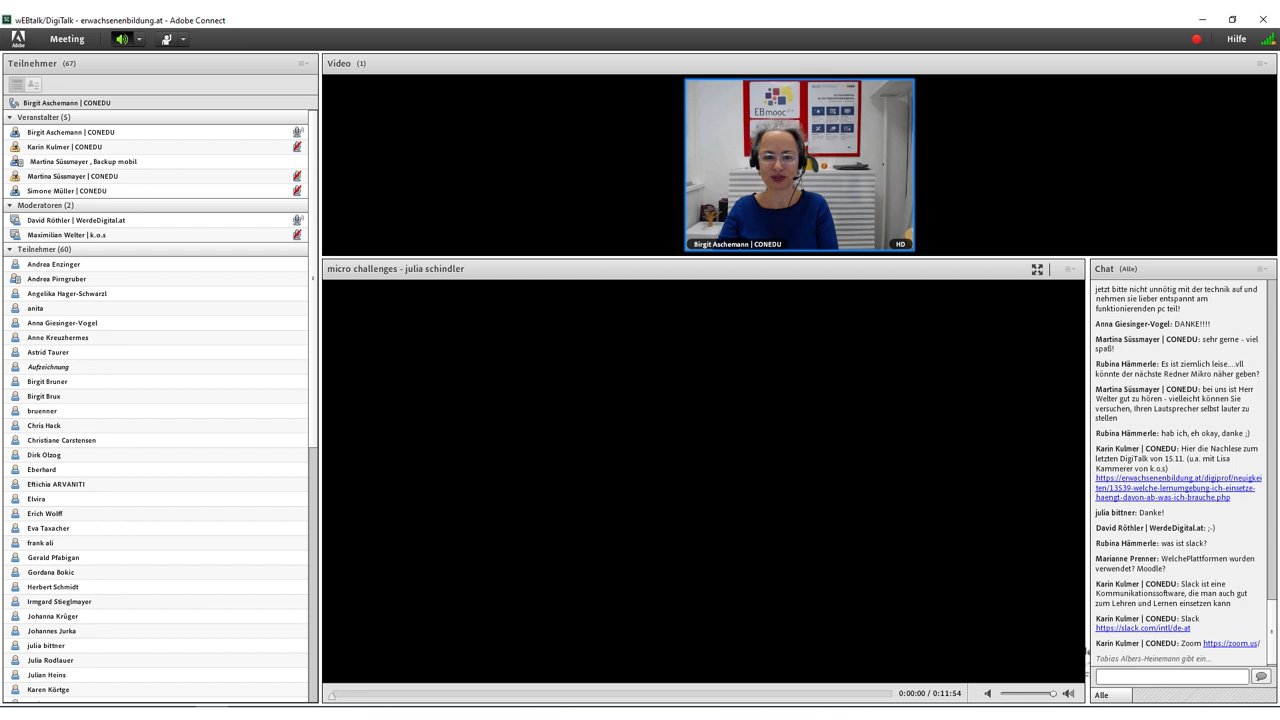 wEBtalk/DigiTalk - erwachsenenbildung.at - Adobe Connect
Adobe
Meeting
Hilfe
Teilnehmer (67)
Birgit Aschemann | CONEDU
Veranstalter (5)
Birgit Aschemann | CONEDU
Karin Kulmer | CONEDU
Martina Süssmayer , Backup mobil
Martina Süssmayer | CONEDU
Simone Müller | CONEDU
Moderatoren (2)
David Röthler | WerdeDigital.at
Maximilian Welter | k.o.s
Teilnehmer (60)
Andrea Enzinger
Andrea Pirngruber
Angelika Hager-Schwarzl
anita
Anna Giesinger-Vogel
Anne Kreuzhermes
Astrid Taurer
Aufzeichnung
Birgit Bruner
Birgit Brux
bruenner
Chris Hack
Christiane Carstensen
Dirk Olzog
Eberhard
Eftichia ARVANITI
Elvira
Erich Wolff
Eva Taxacher
frank ali
Gerald Pfabigan
Gordana Bokic
Herbert Schmidt
Irmgard Stieglmayer
Johanna Krüger
Johannes Jurka
julia bittner
Julia Rodlauer
Julian Heins
Karen Körtge
Video (1)
EBmooc
Birgit Aschemann | CONEDU
HD
micro challenges - julia schindler
0:00:00 / 0:11:54
Chat (Alle)
jetzt bitte nicht unnötig mit der technik auf und
nehmen sie lieber entspannt am
funktionierenden pc teil!
Anna Giesinger-Vogel: DANKE!!!!
Martina Süssmayer | CONEDU: sehr gerne - viel
spaß!
Rubina Hämmerle: Es ist ziemlich leise....vll
könnte der nächste Redner Mikro näher geben?
Martina Süssmayer | CONEDU: bei uns ist Herr
Welter gut zu hören - vielleicht können Sie
versuchen, Ihren Lautsprecher selbst lauter zu
stellen
Rubina Hämmerle: hab ich, eh okay, danke ;)
Karin Kulmer | CONEDU: Hier die Nachlese zum
letzten DigiTalk von 15.11. (u.a. mit Lisa
Kammerer von k.o.s)
https://erwachsenenbildung.at/digiprof/neuigkei
ten/13539-welche-lernumgebung-ich-einsetze-
haengt-davon-ab-was-ich-brauche.php
julia bittner: Danke!
David Röthler | WerdeDigital.at: ;-)
Rubina Hämmerle: was ist slack?
Marianne Prenner: WelchePlattformen wurden
verwendet? Moodle?
Karin Kulmer | CONEDU: Slack ist eine
Kommunikationssoftware, die man auch gut
zum Lehren und Lernen einsetzen kann
Karin Kulmer | CONEDU: Slack
https://slack.com/intl/de-at
Karin Kulmer | CONEDU: Zoom https://zoom.us/
Tobias Albers-Heinemann gibt ein...
Alle